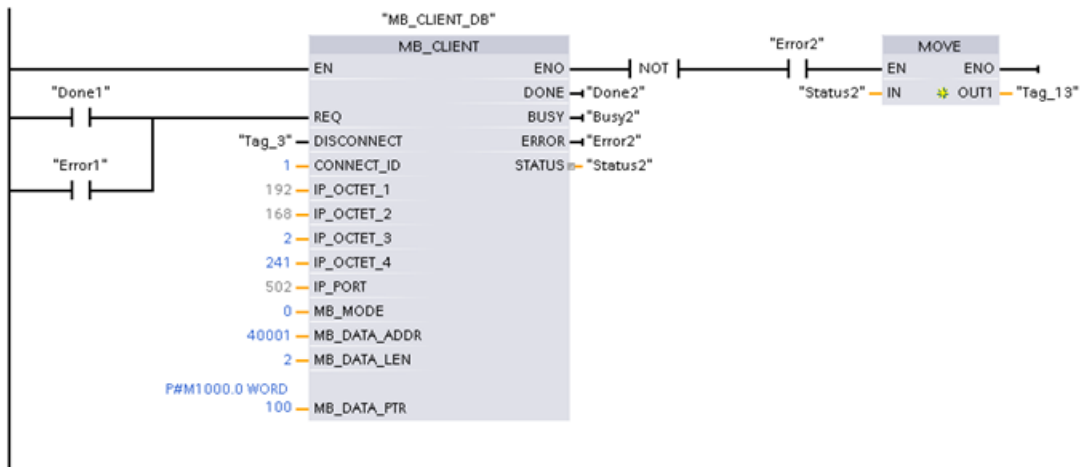 "MB_CLIENT_DB"
MB_CLIENT
"Error2"
MOVE
EN
ENO
NOT
EN
ENO
"Done1"
DONE
"Done2"
"Status2"
IN
OUT1
"Tag_13"
REQ
BUSY
"Busy2"
"Tag_3"
DISCONNECT
ERROR
"Error2"
"Error1"
1
CONNECT_ID
STATUS
"Status2"
192
IP_OCTET_1
168
IP_OCTET_2
2
IP_OCTET_3
241
IP_OCTET_4
502
IP_PORT
0
MB_MODE
40001
MB_DATA_ADDR
2
MB_DATA_LEN
P#M1000.0 WORD
100
MB_DATA_PTR